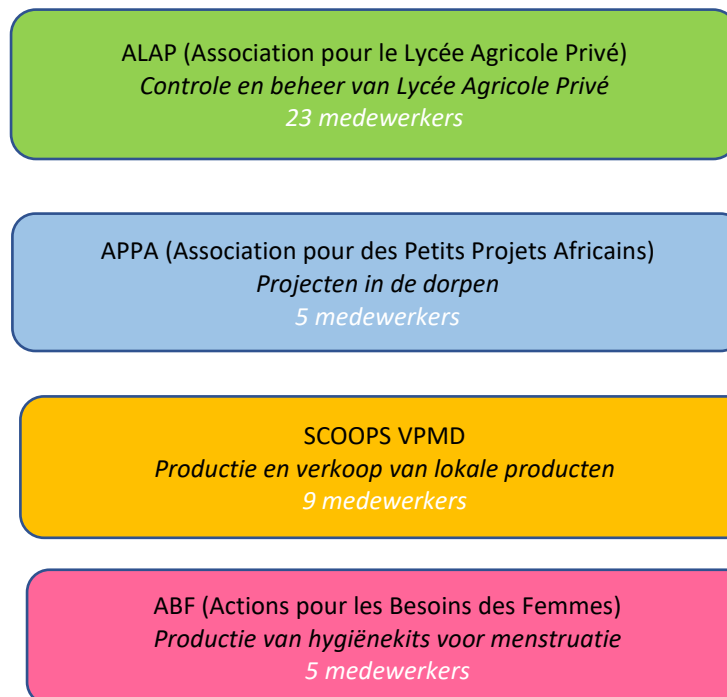 ALAP (Association pour le Lycée Agricole Privé)
Controle en beheer van Lycée Agricole Privé
23 medewerkers
APPA (Association pour des Petits Projets Africains)
Projecten in de dorpen
5 medewerkers
SCOOPS VPMD
Productie en verkoop van lokale producten
9 medewerkers
ABF (Actions pour les Besoins des Femmes)
Productie van hygiënekits voor menstruatie
5 medewerkers